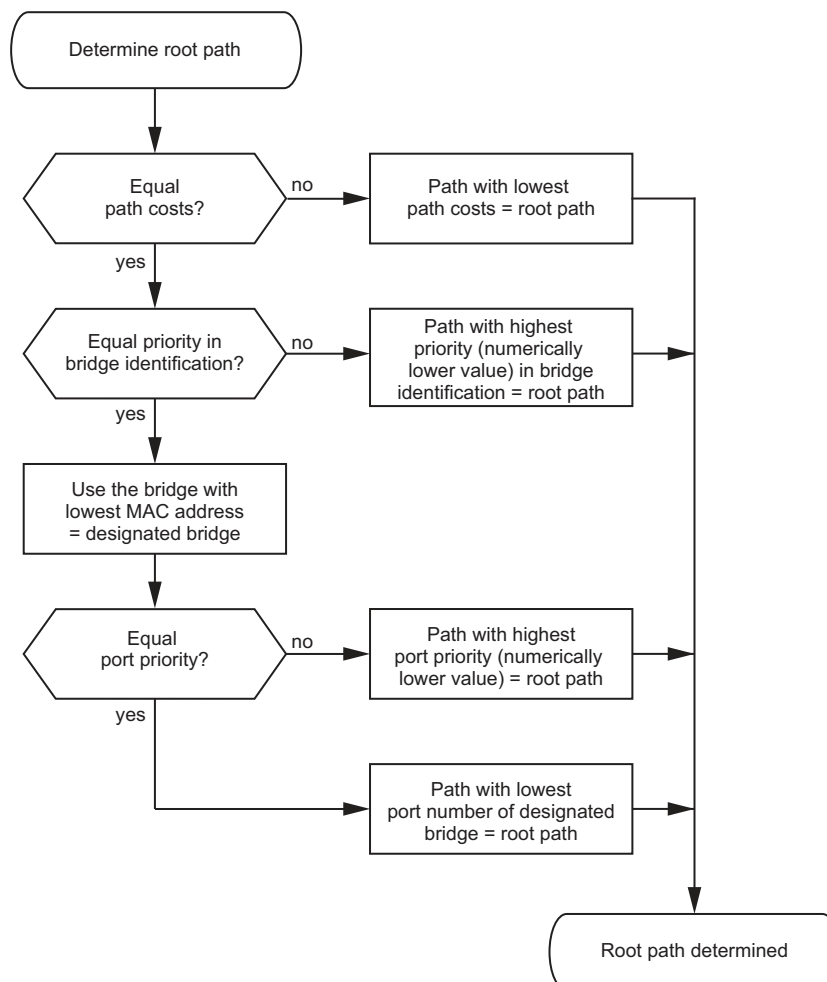 Determine root path
Equal
path costs?
no
Path with lowest
path costs = root path
yes
Equal priority in
bridge identification?
no
Path with highest
priority (numerically
lower value) in bridge
identification = root path
yes
Use the bridge with
lowest MAC address
= designated bridge
Equal
port priority?
no
Path with highest
port priority (numerically
lower value) = root path
yes
Path with lowest
port number of designated
bridge = root path
Root path determined